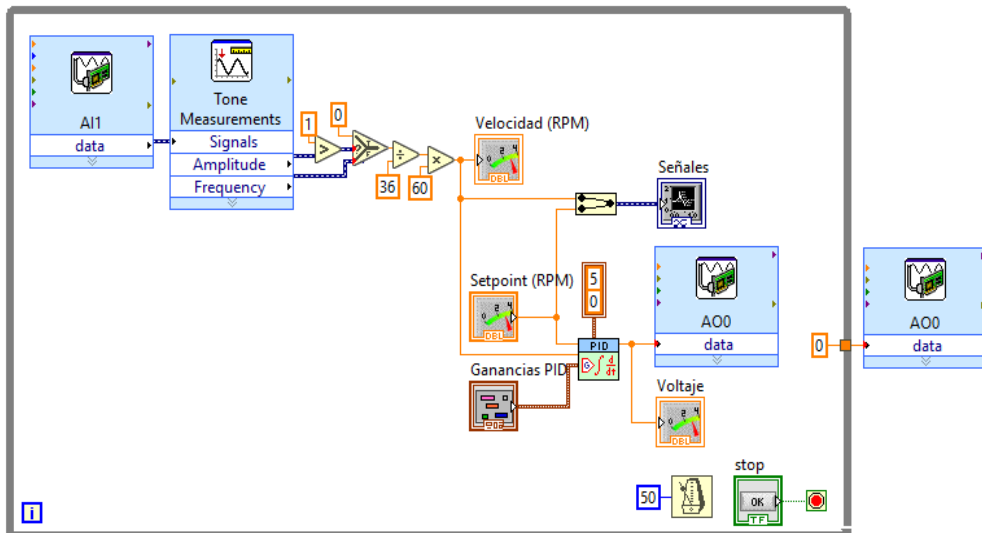 AI1
data
Tone
Measurements
Signals
Amplitude
Frequency
1
0
36
60
Velocidad (RPM)
DBL
Señales
Setpoint (RPM)
DBL
5
0
PID
Ganancias PID
AO0
data
Voltaje
DBL
0
AO0
data
50
stop
OK
TF
i